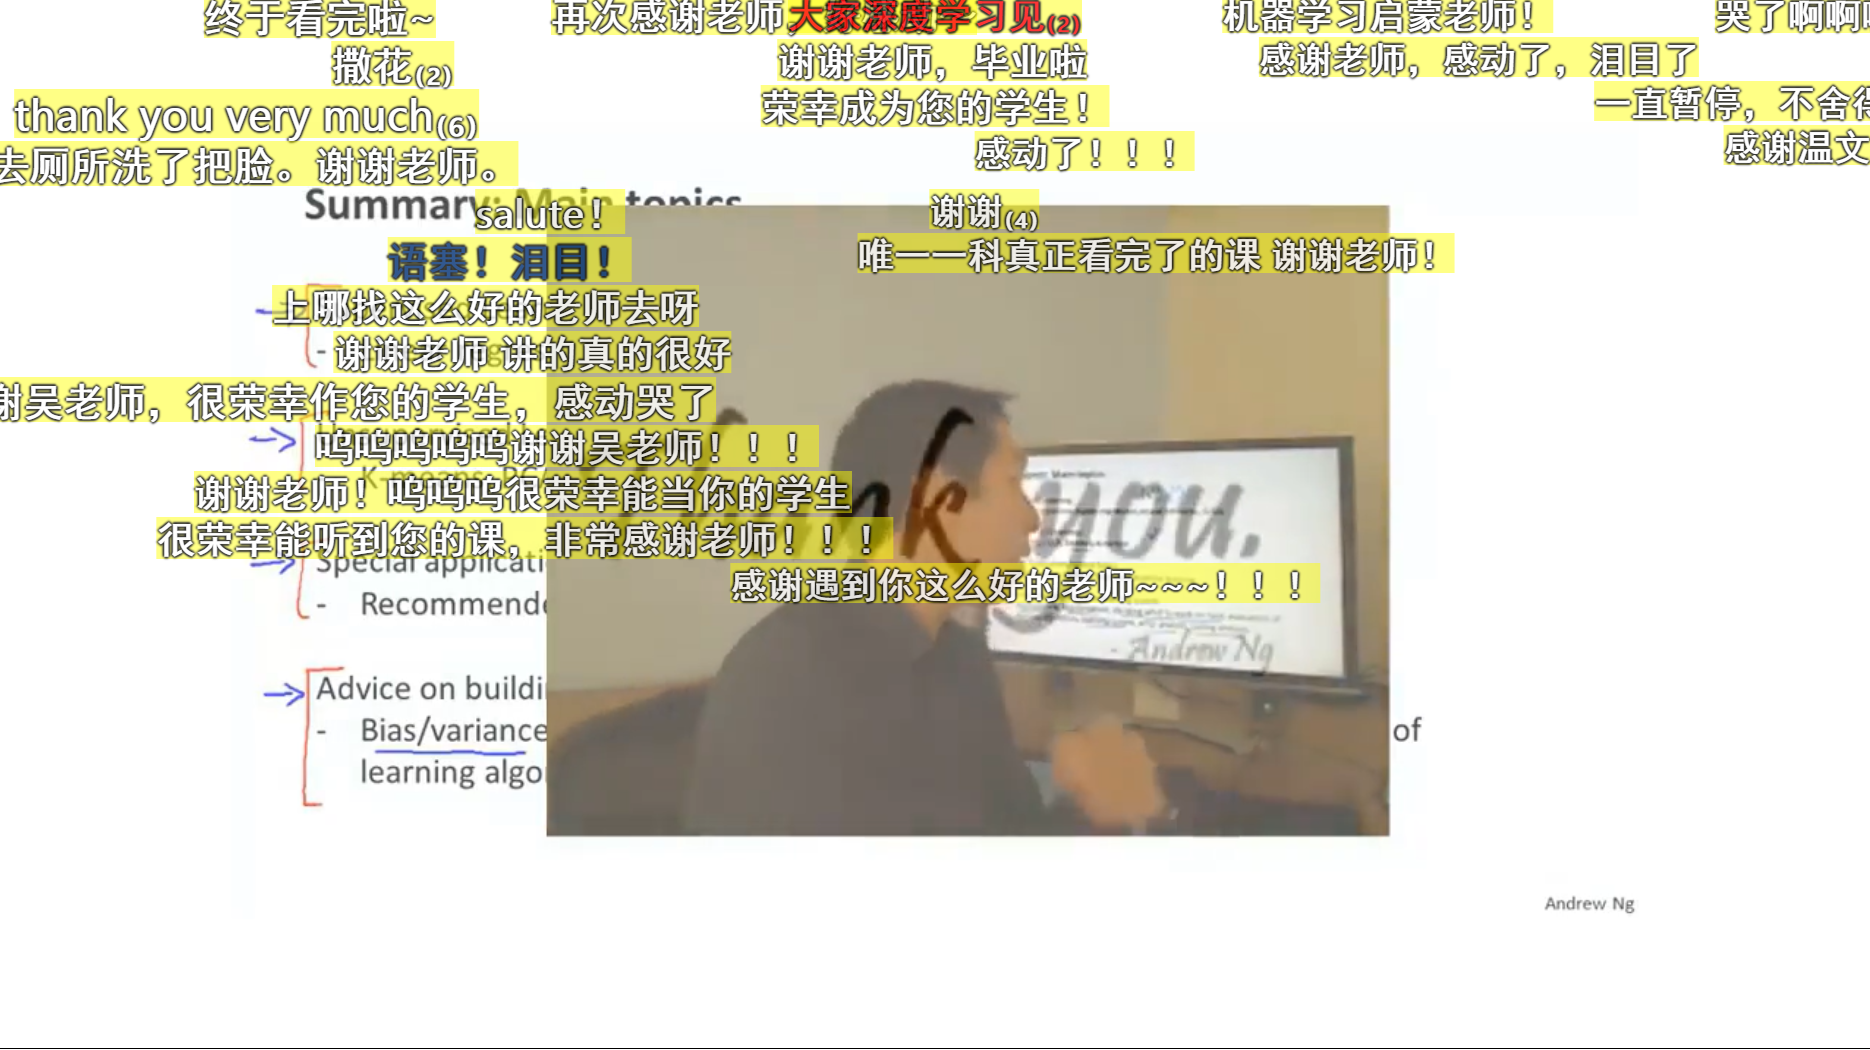 终于看完啦~
再次感谢老师，
大家深度学习见(2)
机器学习启蒙老师！
哭了啊啊
撒花(2)
谢谢老师，毕业啦
感谢老师，感动了，泪目了
thank you very much(6)
荣幸成为您的学生！
一直暂停，不舍得
去厕所洗了把脸。谢谢老师。
感动了！！！
感谢温文
Summary: Main topics
salute！
谢谢(4)
语塞！泪目！
唯一一科真正看完了的课 谢谢老师！
上哪找这么好的老师去呀
谢谢老师 讲的真的很好
谢吴老师，很荣幸作您的学生，感动哭了
呜呜呜呜呜谢谢吴老师！！！
K-means
谢谢老师！呜呜呜很荣幸能当你的学生
Thank you.
很荣幸能听到您的课，非常感谢老师！！！
Special applicati
感谢遇到你这么好的老师~~~！！！
- Recommende
- Andrew Ng
Advice on buildi
- Bias/variance
of
learning algo
Andrew Ng